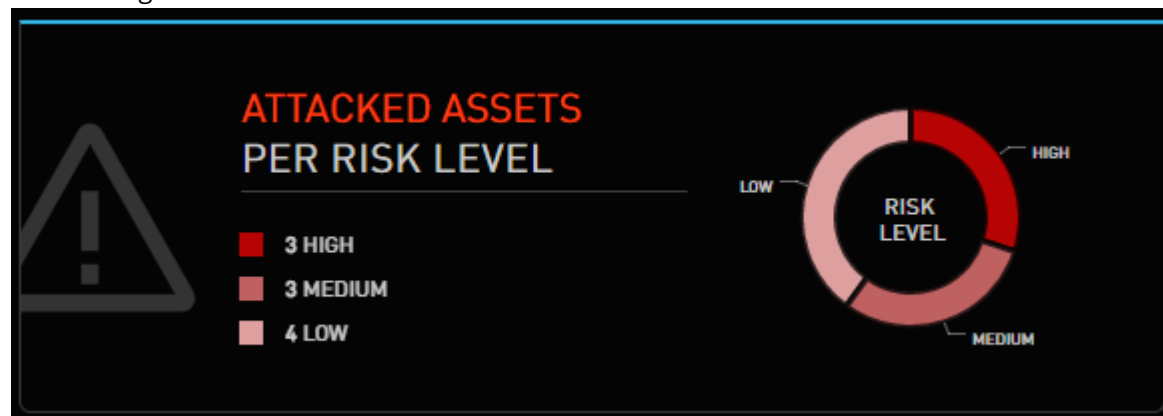 ATTACKED ASSETS
PER RISK LEVEL
3 HIGH
3 MEDIUM
4 LOW
HIGH
LOW
RISK
LEVEL
MEDIUM